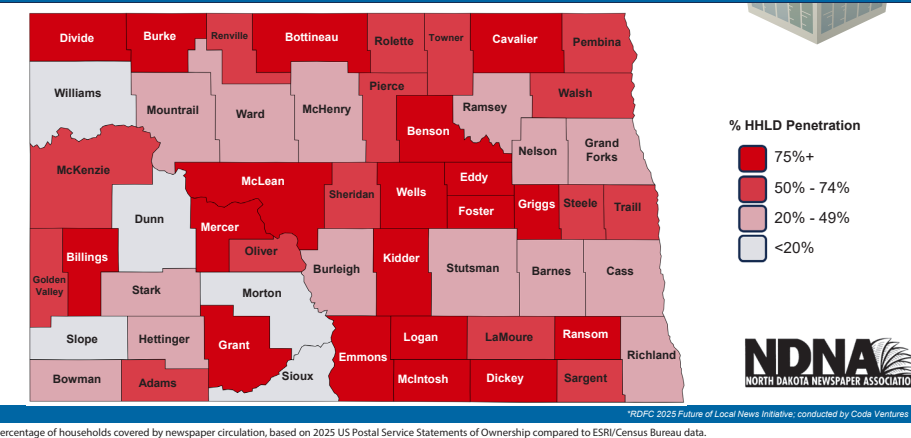 Divide
Burke
Renville
Bottineau
Rolette
Towner
Cavalier
Pembina
Williams
Mountrail
Ward
McHenry
Pierce
Benson
Ramsey
Walsh
Nelson
Grand
Forks
McKenzie
Dunn
McLean
Mercer
Oliver
Sheridan
Wells
Eddy
Foster
Griggs
Steele
Traill
Golden
Valley
Billings
Stark
Morton
Burleigh
Kidder
Stutsman
Barnes
Cass
Slope
Hettinger
Grant
Sioux
Emmons
Logan
LaMoure
Ransom
Richland
Bowman
Adams
McIntosh
Dickey
Sargent
% HHLD Penetration
75%+
50% - 74%
20% - 49%
<20%
NDNA
NORTH DAKOTA NEWSPAPER ASSOCIATIO
*RDFC 2025 Future of Local News Initiative; conducted by Coda Ventures
ercentage of households covered by newspaper circulation, based on 2025 US Postal Service Statements of Ownership compared to ESRI/Census Bureau data.